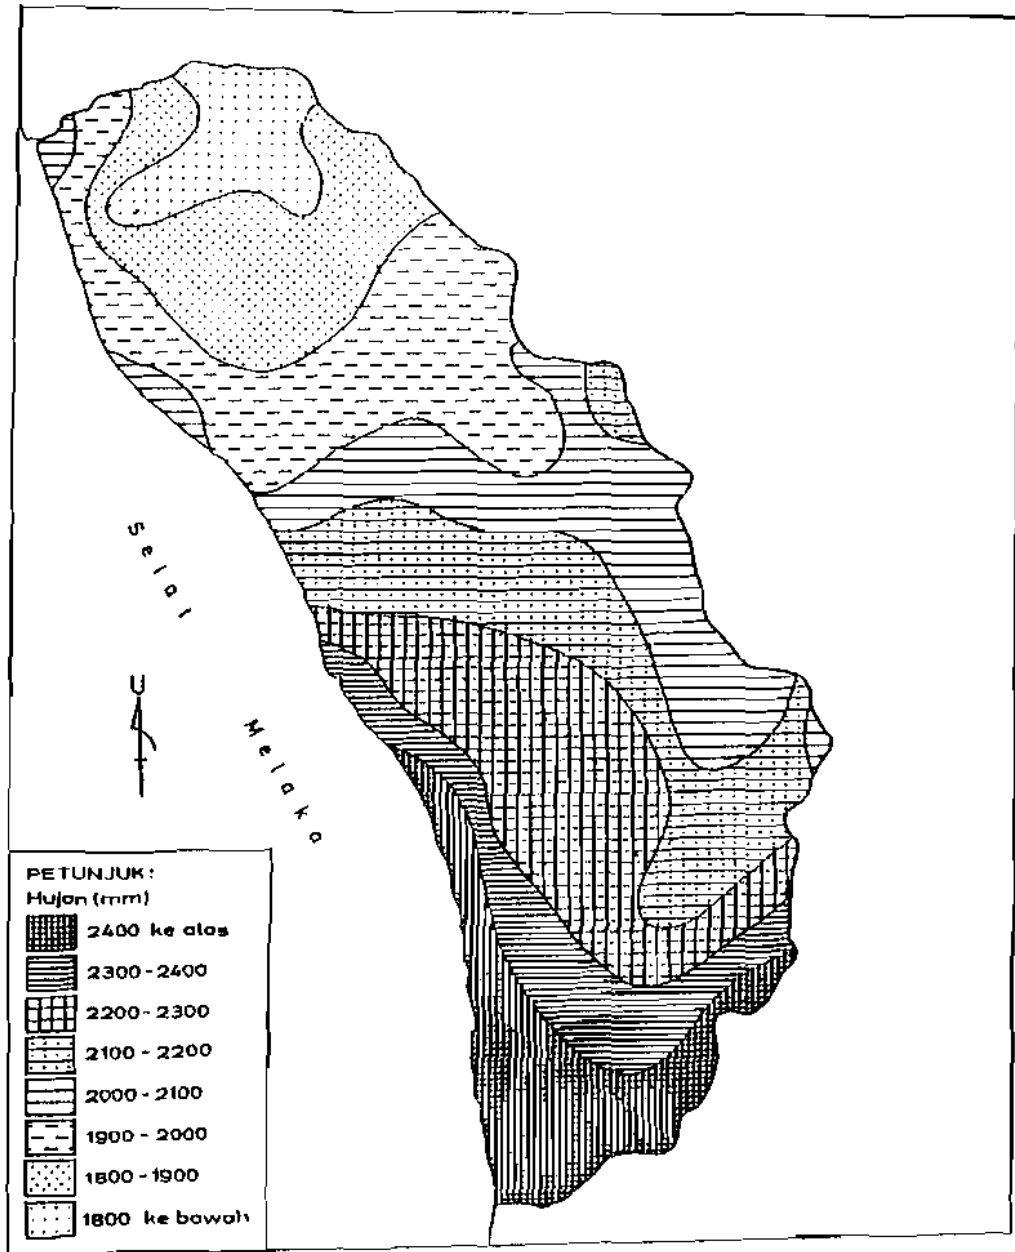 Selat
Melaka
U
PETUNJUK:
Hujan (mm)
2400 ke atas
2300-2400
2200-2300
2100-2200
2000-2100
1900-2000
1800-1900
1800 ke bawah